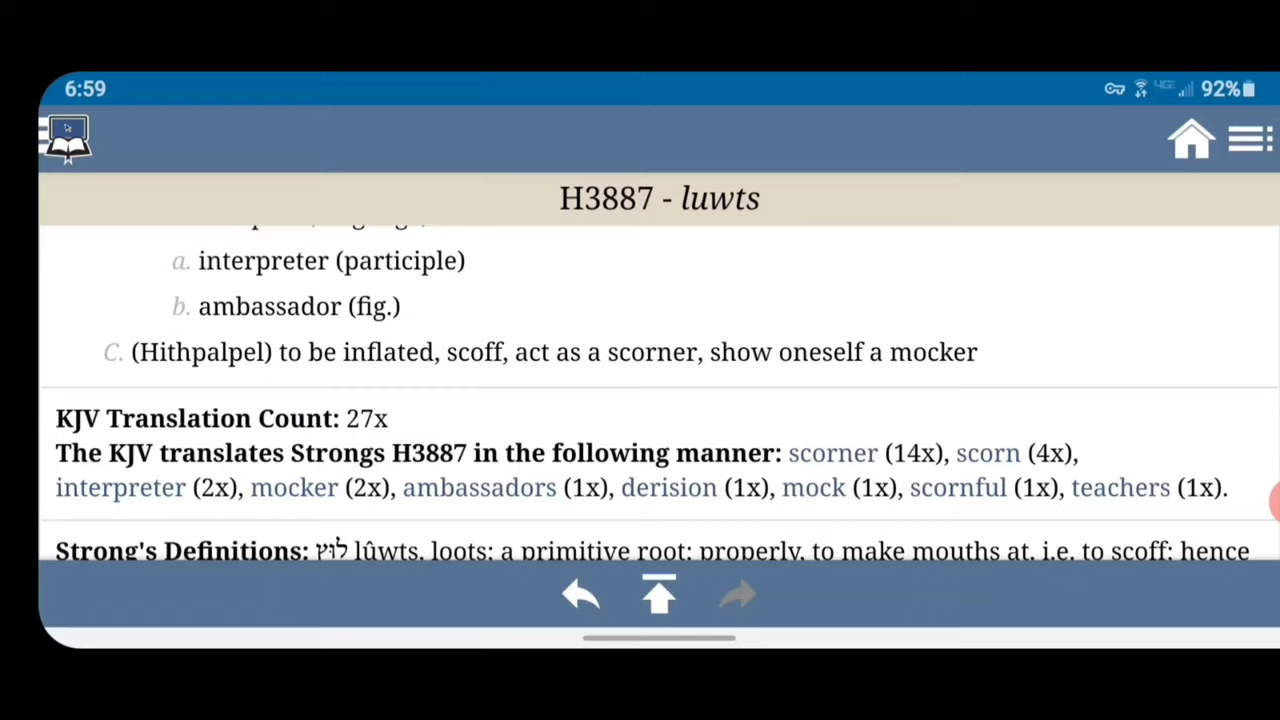 6:59
92%
H3887 - luwts
a. interpreter (participle)
b. ambassador (fig.)
C. (Hithpalpel) to be inflated, scoff, act as a scorner, show oneself a mocker
KJV Translation Count: 27x
The KJV translates Strongs H3887 in the following manner: scorner (14x), scorn (4x),
interpreter (2x), mocker (2x), ambassadors (1x), derision (1x), mock (1x), scornful (1x), teachers (1x).
Strong's Definitions: לוּץ lûwts, loots; a primitive root; properly, to make mouths at, i.e. to scoff; hence